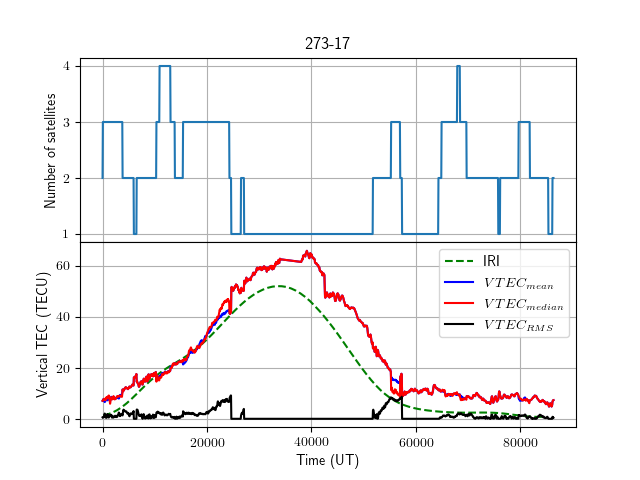 273-17
Number of satellites
4
3
2
1
Vertical TEC (TECU)
60
40
20
0
IRI
VTEC_mean
VTEC_median
VTEC_RMS
0 20000 40000 60000 80000
Time (UT)